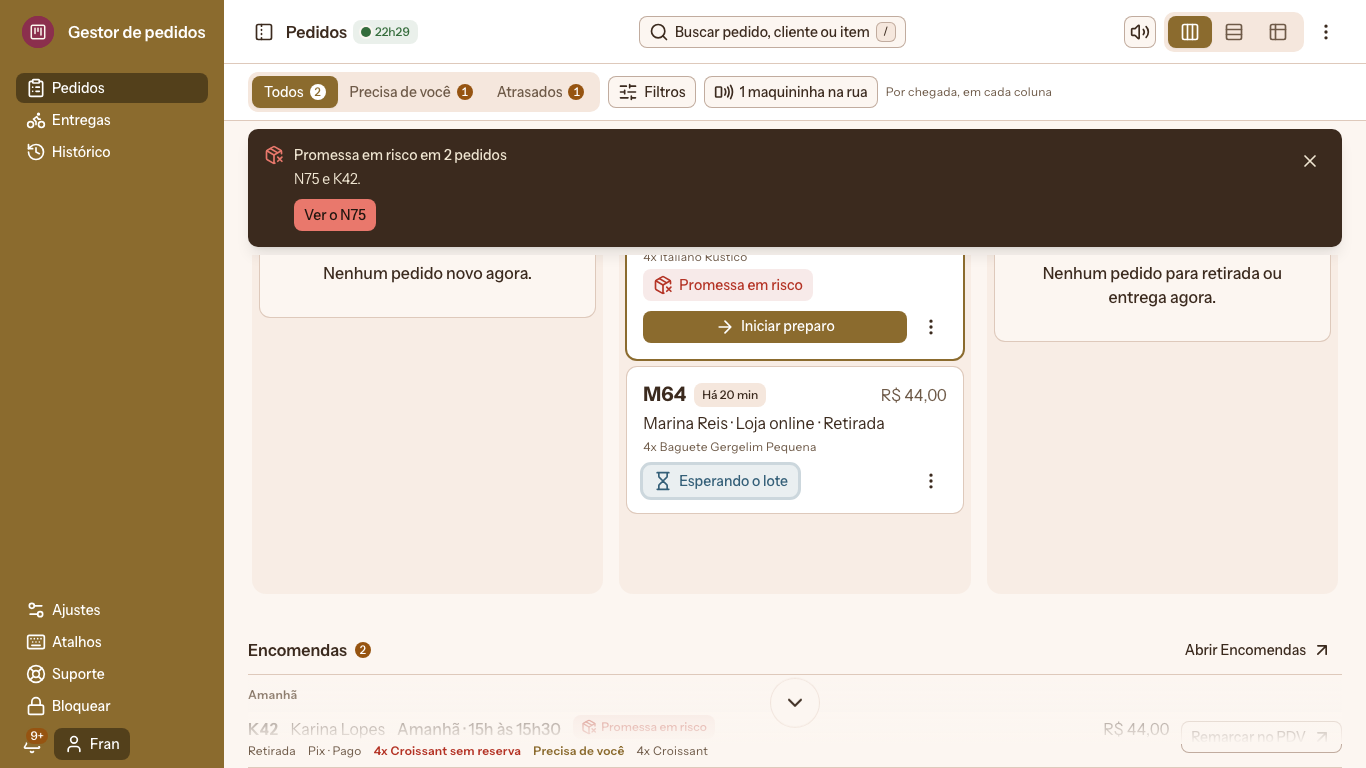 Gestor de pedidos
Pedidos
Entregas
Histórico
Ajustes
Atalhos
Suporte
Bloquear
9+
Fran
Pedidos
22h29
Buscar pedido, cliente ou item /
Todos 2
Precisa de você 1
Atrasados 1
Filtros
1 maquininha na rua
Por chegada, em cada coluna
Promessa em risco em 2 pedidos
N75 e K42.
Ver o N75
Nenhum pedido novo agora.
4x Italiano Rústico
Promessa em risco
Iniciar preparo
M64 Há 20 min R$ 44,00
Marina Reis · Loja online · Retirada
4x Baguete Gergelim Pequena
Esperando o lote
Nenhum pedido para retirada ou
entrega agora.
Encomendas 2
Abrir Encomendas
Amanhã
K42 Karina Lopes Amanhã · 15h às 15h30 Promessa em risco R$ 44,00 Remarcar no PDV
Retirada Pix · Pago 4x Croissant sem reserva Precisa de você 4x Croissant